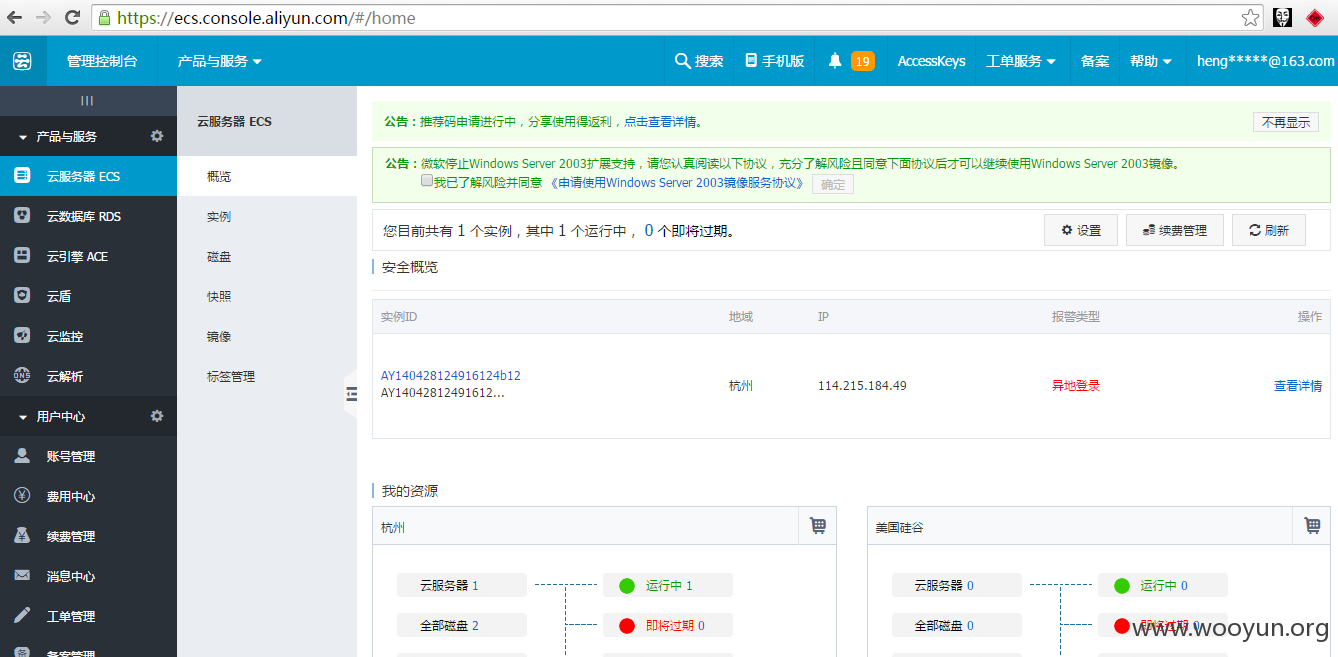 https://ecs.console.aliyun.com/#/home
管理控制台 产品与服务 搜索 手机版 19 AccessKeys 工单服务 备案 帮助 heng*****@163.com
产品与服务
云服务器 ECS
云数据库 RDS
云引擎 ACE
云盾
云监控
DNS 云解析
用户中心
账号管理
费用中心
续费管理
消息中心
工单管理
备案管理
云服务器 ECS
概览
实例
磁盘
快照
镜像
标签管理
公告：推荐码申请进行中，分享使用得返利，点击查看详情。 不再显示
公告：微软停止Windows Server 2003扩展支持，请您认真阅读以下协议，充分了解风险且同意下面协议后才可以继续使用Windows Server 2003镜像。
我已了解风险并同意 《申请使用Windows Server 2003镜像服务协议》 确定
您目前共有 1 个实例，其中 1 个运行中， 0 个即将过期。 设置 续费管理 刷新
安全概览
实例ID 地域 IP 报警类型 操作
AY140428124916124b12
AY14042812491612...
杭州 114.215.184.49 异地登录 查看详情
我的资源
杭州
云服务器 1 运行中 1
全部磁盘 2 即将过期 0
美国硅谷
云服务器 0 运行中 0
全部磁盘 0 即将过期 0
www.wooyun.org